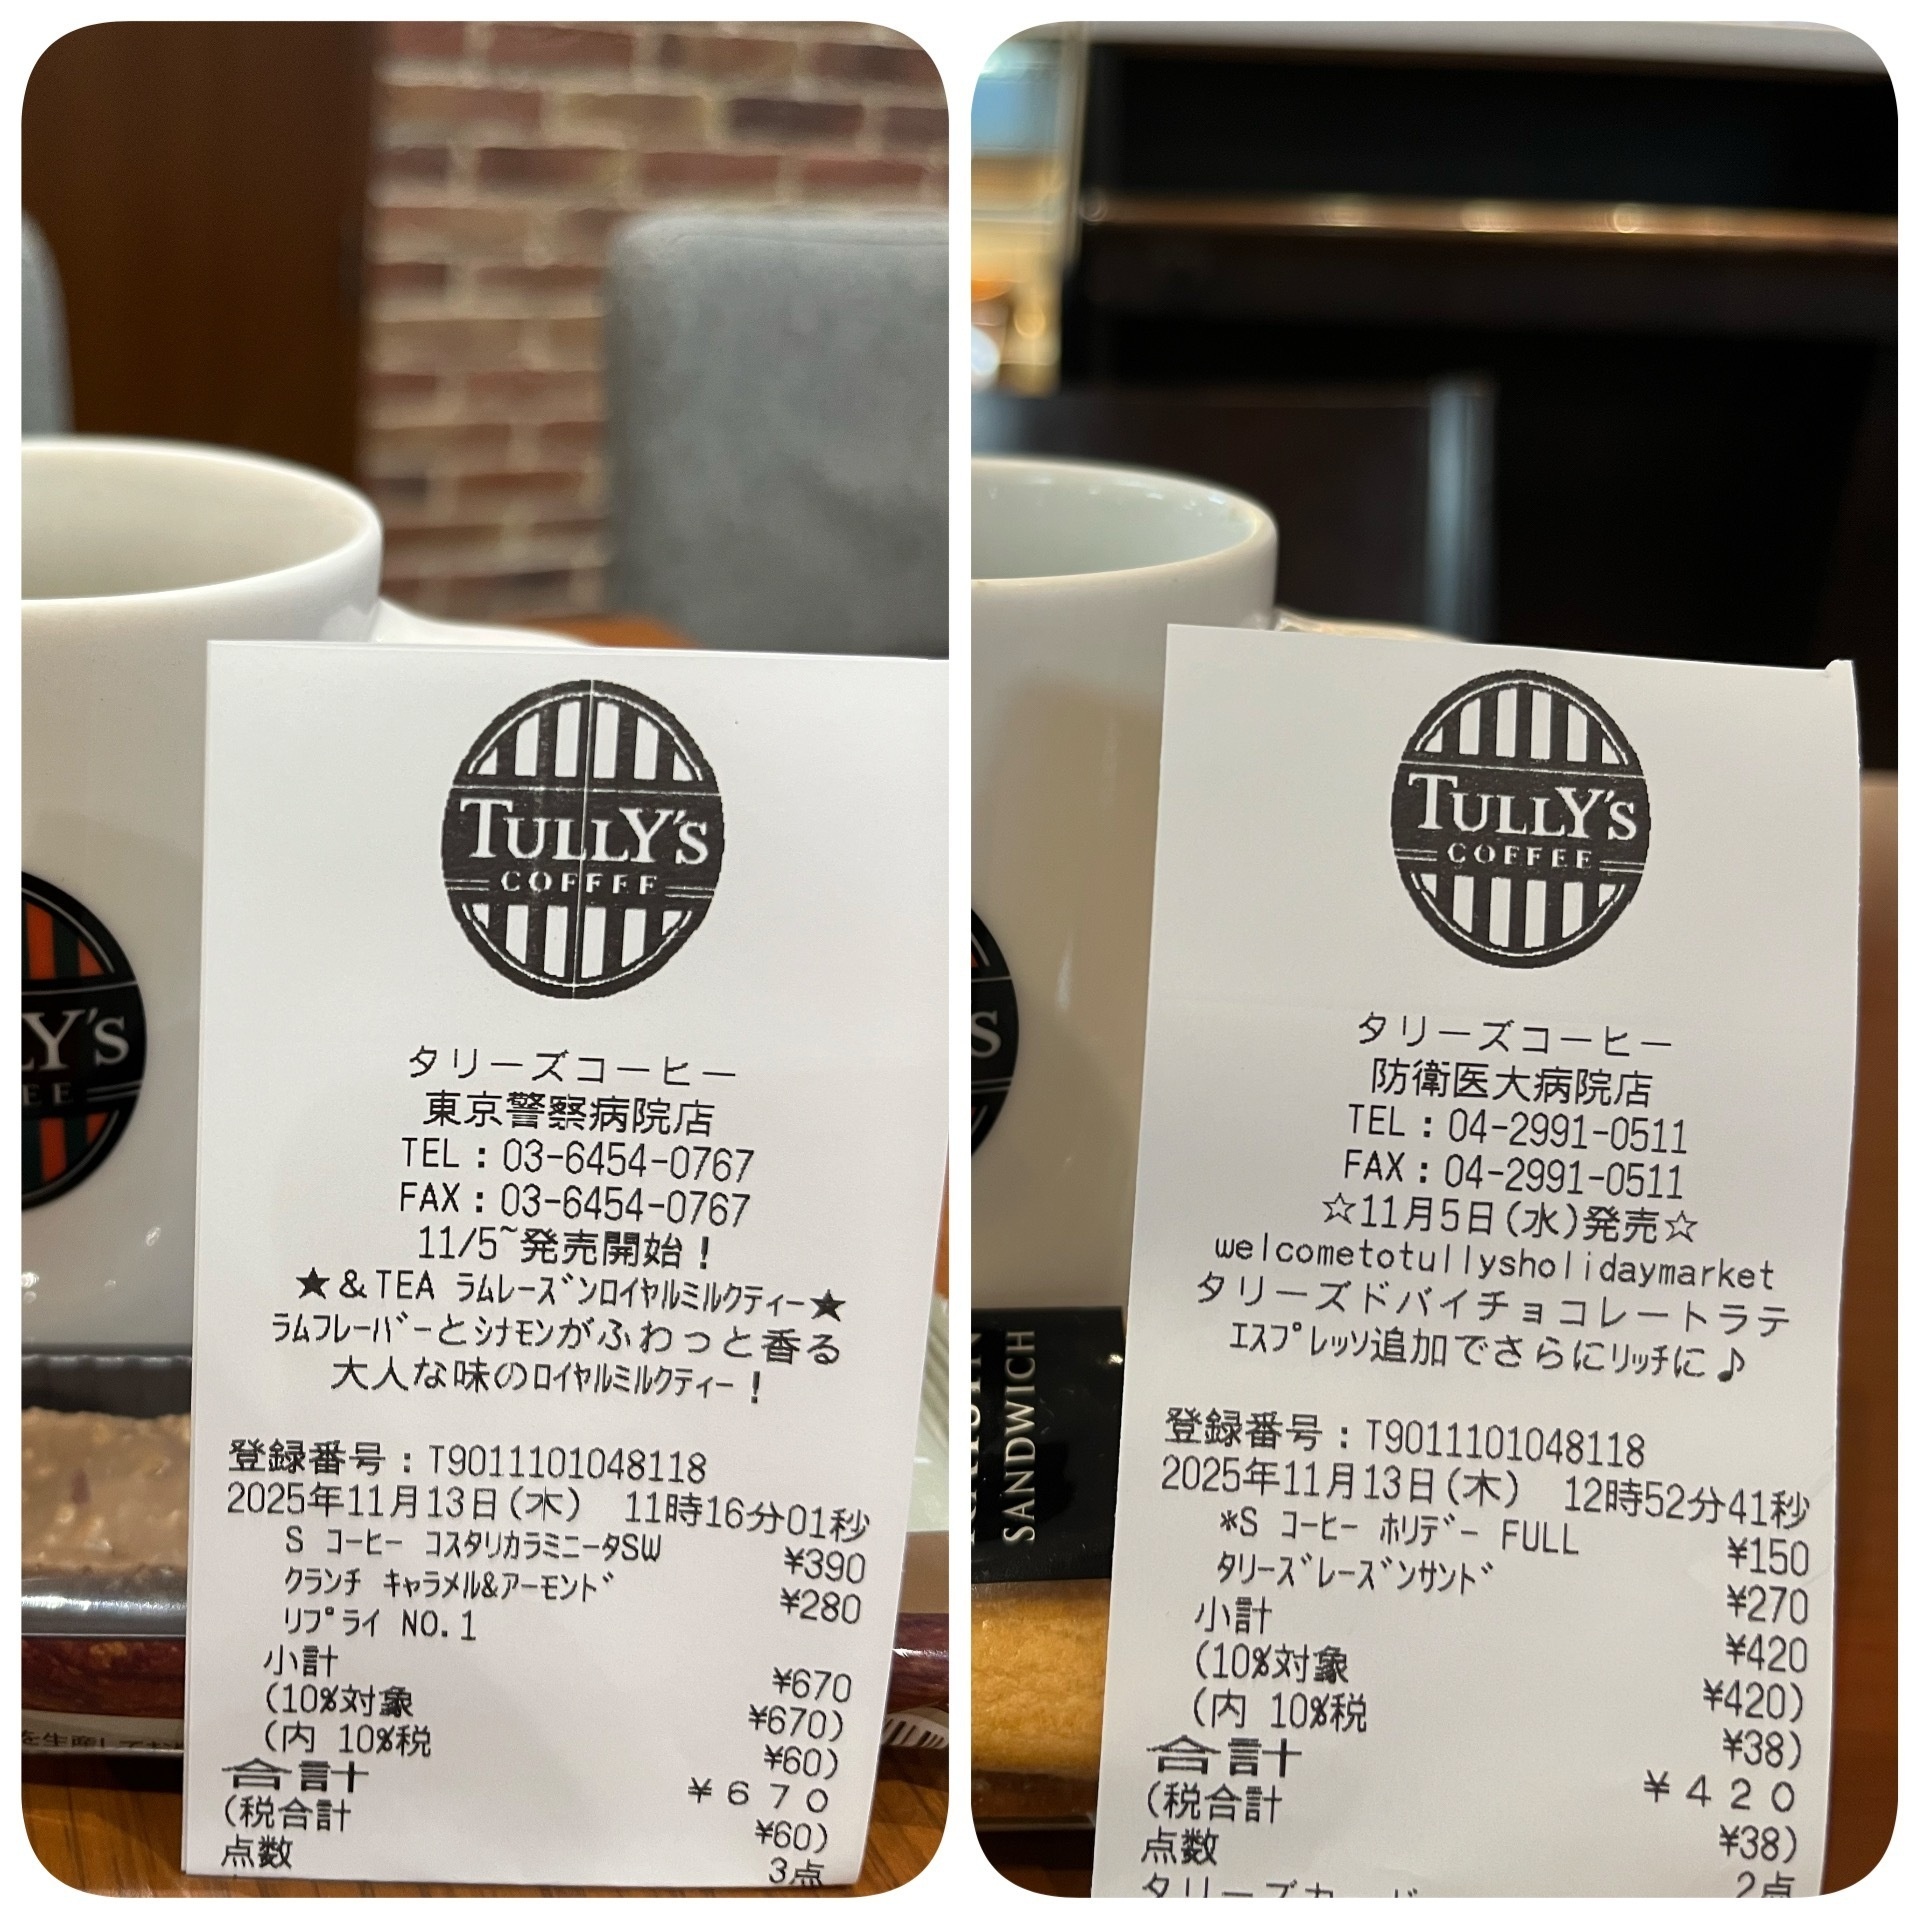 LY'S
EE
TULLY'S
COFFEE
タリーズコーヒー
東京警察病院店
TEL：03-6454-0767
FAX：03-6454-0767
11/5~発売開始！
★＆TEA ﾗﾑﾚｰｽﾞﾝﾛｲﾔﾙﾐﾙｸﾃｨｰ★
ﾗﾑﾌﾚｰﾊﾞｰとｼﾅﾓﾝがふわっと香る
大人な味のﾛｲﾔﾙﾐﾙｸﾃｨｰ！
登録番号：T9011101048118
2025年11月13日(木) 11時16分01秒
S ｺｰﾋｰ ｺｽﾀﾘｶﾗﾐﾆｰﾀSW ¥390
ｸﾗﾝﾁ ｷｬﾗﾒﾙ&ｱｰﾓﾝﾄﾞ ¥280
ﾘﾌﾟﾗｲ NO.1
小計 ¥670
(10%対象 ¥670)
(内 10%税 ¥60)
合計 ¥６７０
(税合計 ¥60)
点数 3点
S
SANDWICH
TULLY'S
COFFEE
タリーズコーヒー
防衛医大病院店
TEL：04-2991-0511
FAX：04-2991-0511
☆11月5日(水)発売☆
welcometotullysholidaymarket
タリーズドバイチョコレートラテ
ｴｽﾌﾟﾚｯｿ追加でさらにﾘｯﾁに♪
登録番号：T9011101048118
2025年11月13日(木) 12時52分41秒
*S ｺｰﾋｰ ﾎﾘﾃﾞｰ FULL ¥150
ﾀﾘｰｽﾞﾚｰｽﾞﾝｻﾝﾄﾞ ¥270
小計 ¥420
(10%対象 ¥420)
(内 10%税 ¥38)
合計 ¥４２０
(税合計 ¥38)
点数 2点
タリーズカード